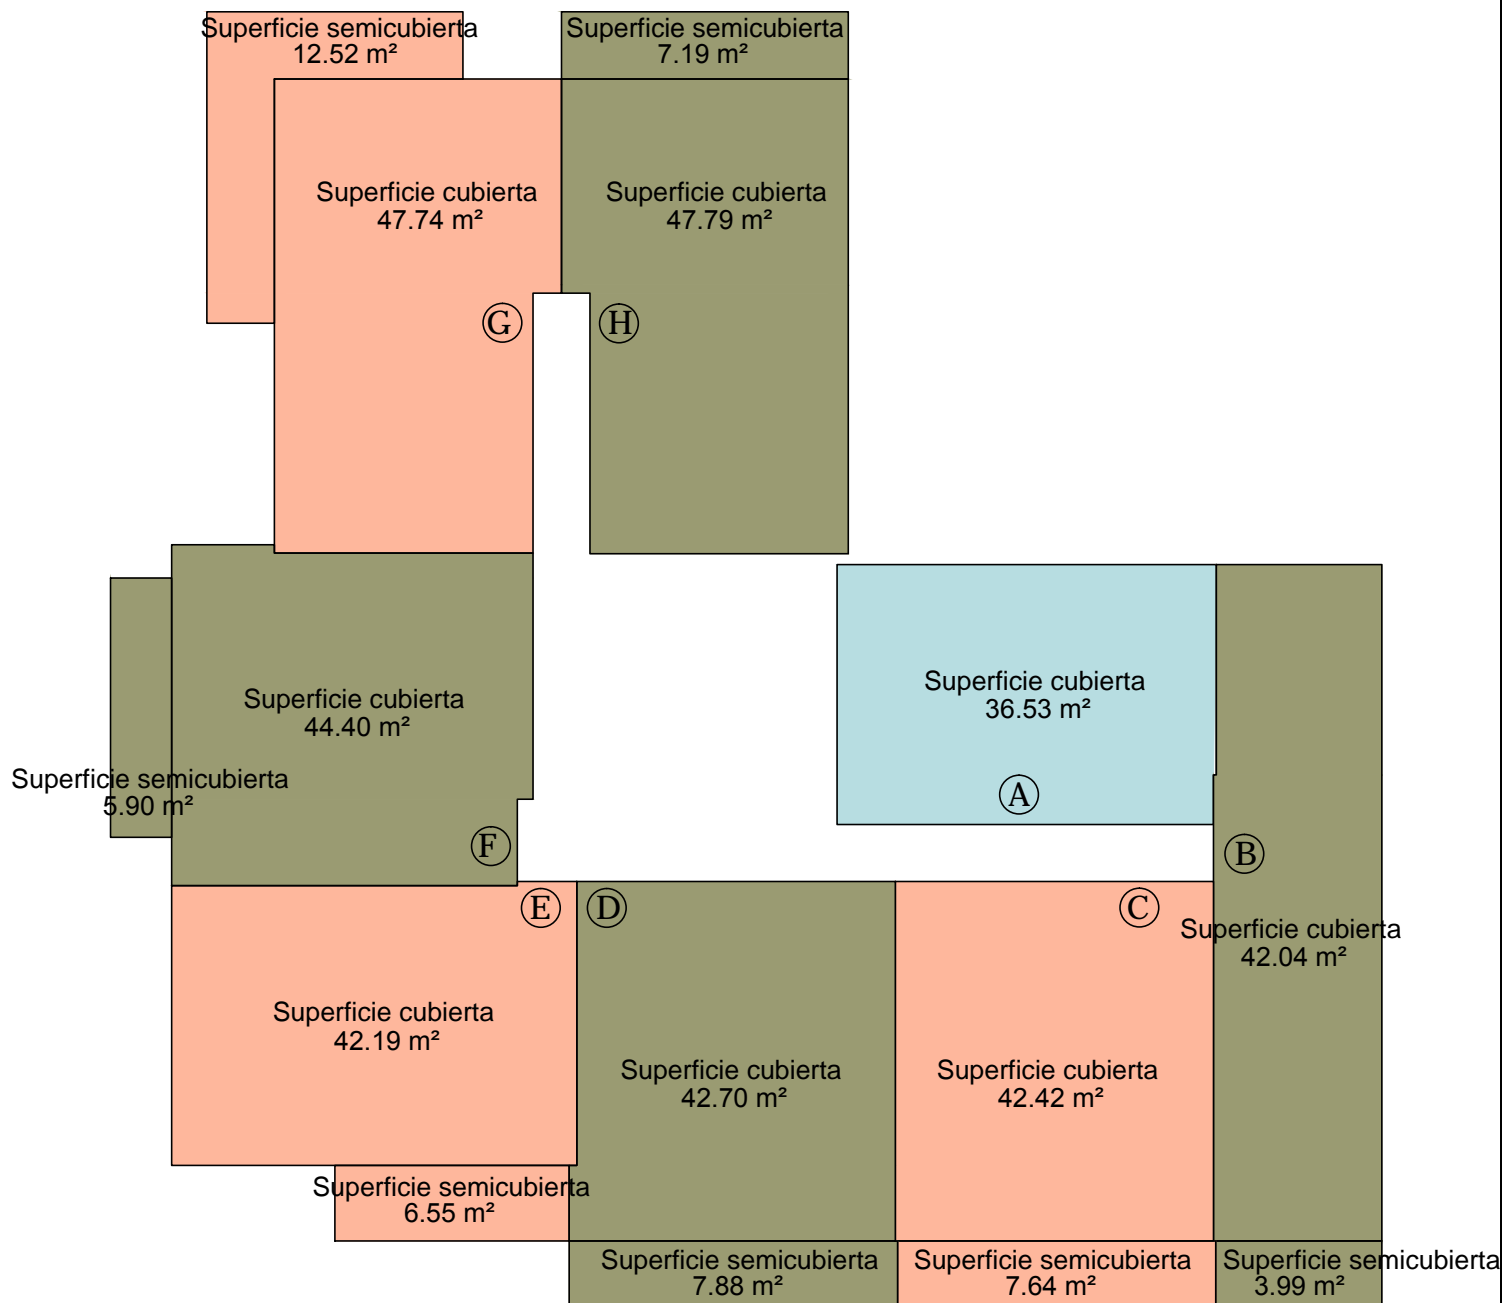 Superficie semicubierta
12.52 m²
Superficie semicubierta
7.19 m²
Superficie cubierta
47.74 m²
Superficie cubierta
47.79 m²
G
H
Superficie cubierta
44.40 m²
Superficie cubierta
36.53 m²
Superficie semicubierta
5.90 m²
A
F
B
E
D
C
Superficie cubierta
42.04 m²
Superficie cubierta
42.19 m²
Superficie cubierta
42.70 m²
Superficie cubierta
42.42 m²
Superficie semicubierta
6.55 m²
Superficie semicubierta
7.88 m²
Superficie semicubierta
7.64 m²
Superficie semicubierta
3.99 m²